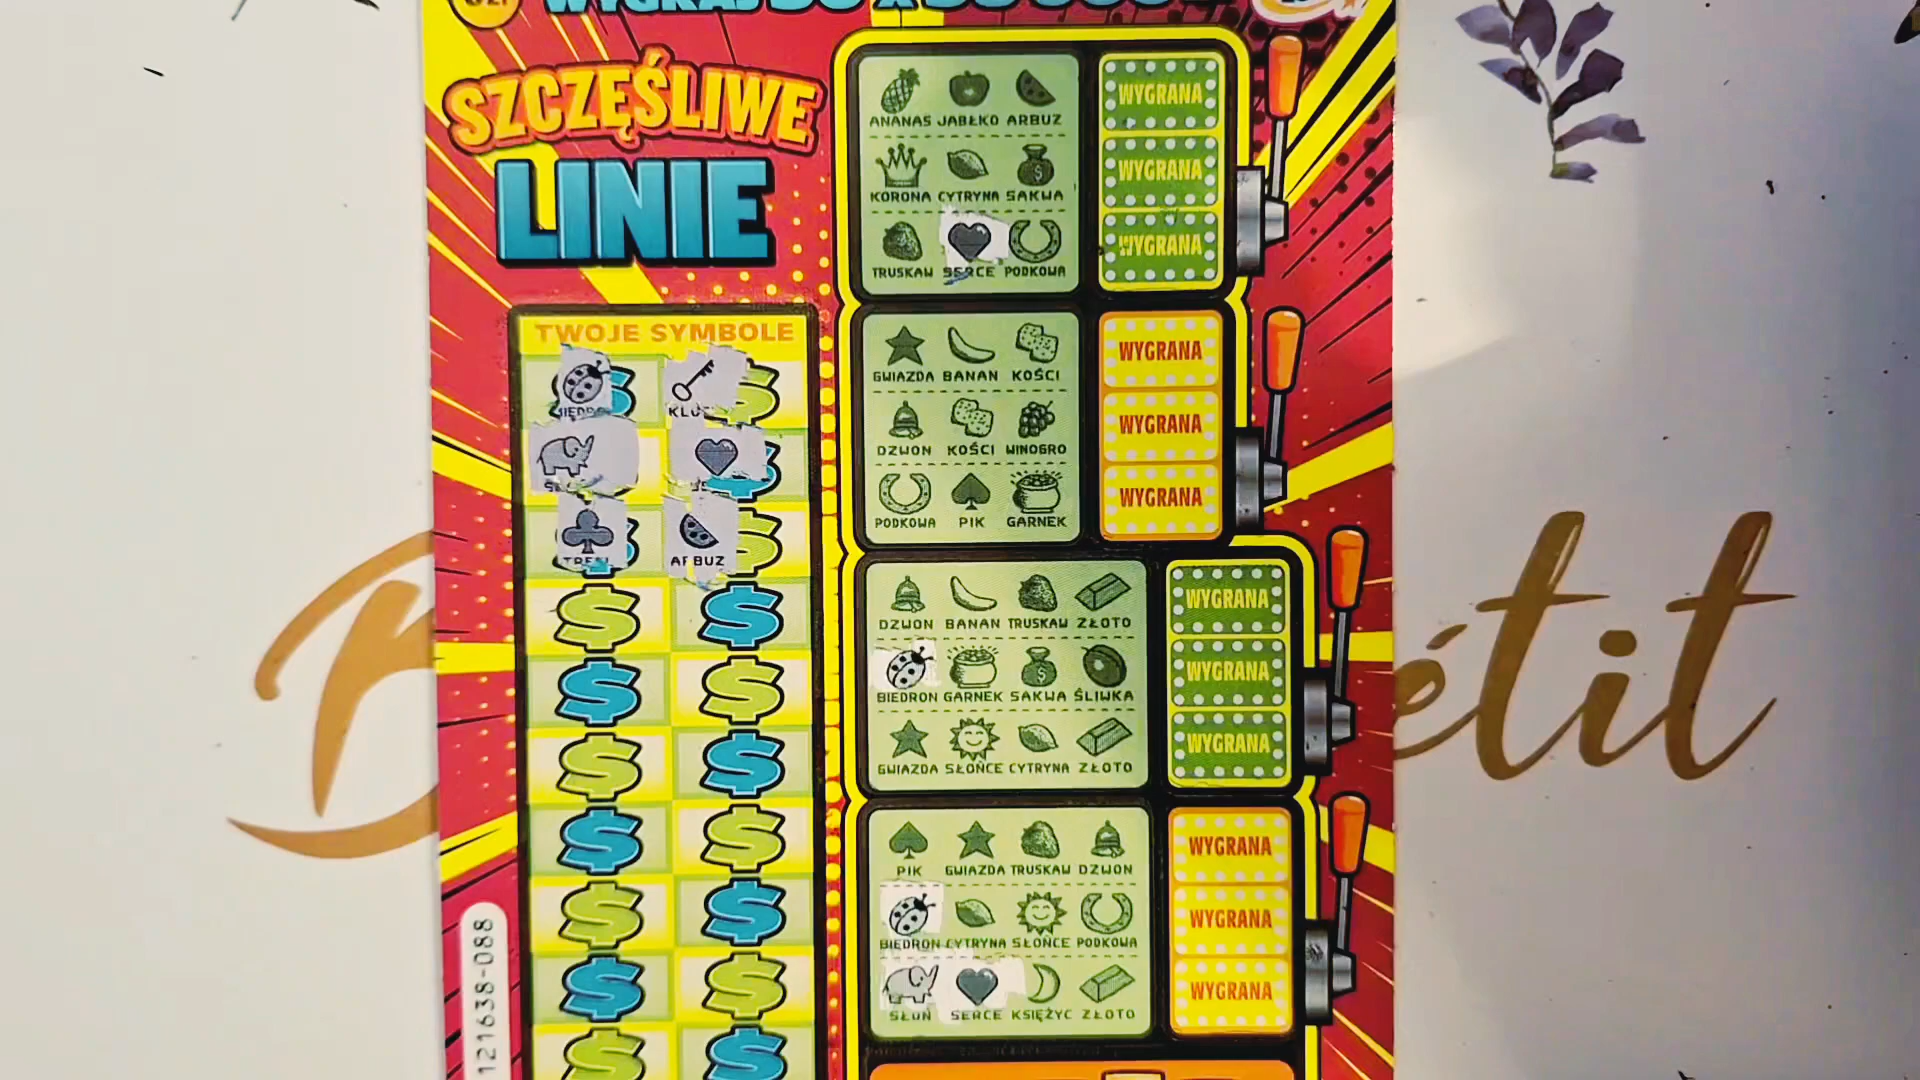 SZCZĘŚLIWE
LINIE
TWOJE SYMBOLE
ARBUZ
ANANAS JABŁKO ARBUZ
KORONA CYTRYNA SAKWA
TRUSKAW SERCE PODKOWA
WYGRANA
WYGRANA
WYGRANA
GWIAZDA BANAN KOŚCI
DZWON KOŚCI WINOGRO
PODKOWA PIK GARNEK
WYGRANA
WYGRANA
WYGRANA
DZWON BANAN TRUSKAW ZŁOTO
BIEDRON GARNEK SAKWA ŚLIWKA
GWIAZDA SŁOŃCE CYTRYNA ZŁOTO
WYGRANA
WYGRANA
WYGRANA
PIK GWIAZDA TRUSKAW DZWON
BIEDRON CYTRYNA SŁOŃCE PODKOWA
SŁOŃ SERCE KSIĘŻYC ZŁOTO
WYGRANA
WYGRANA
WYGRANA
121638-088
étit